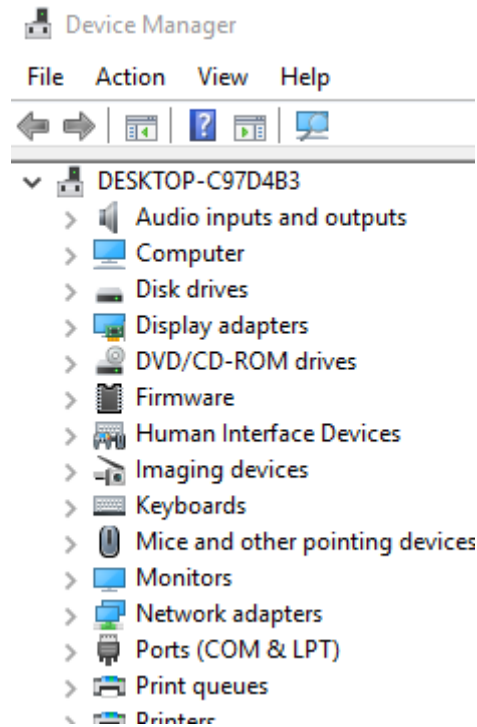 Device Manager
File Action View Help
DESKTOP-C97D4B3
Audio inputs and outputs
Computer
Disk drives
Display adapters
DVD/CD-ROM drives
Firmware
Human Interface Devices
Imaging devices
Keyboards
Mice and other pointing devices
Monitors
Network adapters
Ports (COM & LPT)
Print queues
Printers